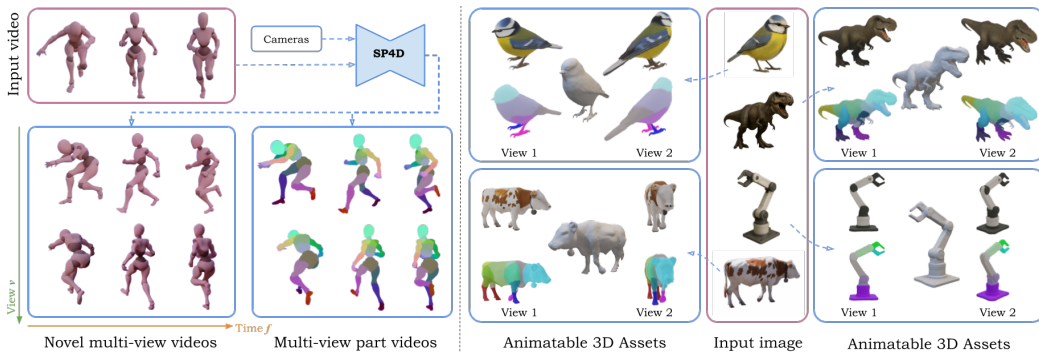 Input video
Cameras
SP4D
View v
Time f
Novel multi-view videos
Multi-view part videos
View 1
View 2
View 1
View 2
Animatable 3D Assets
Input image
View 1
View 2
View 1
View 2
Animatable 3D Assets